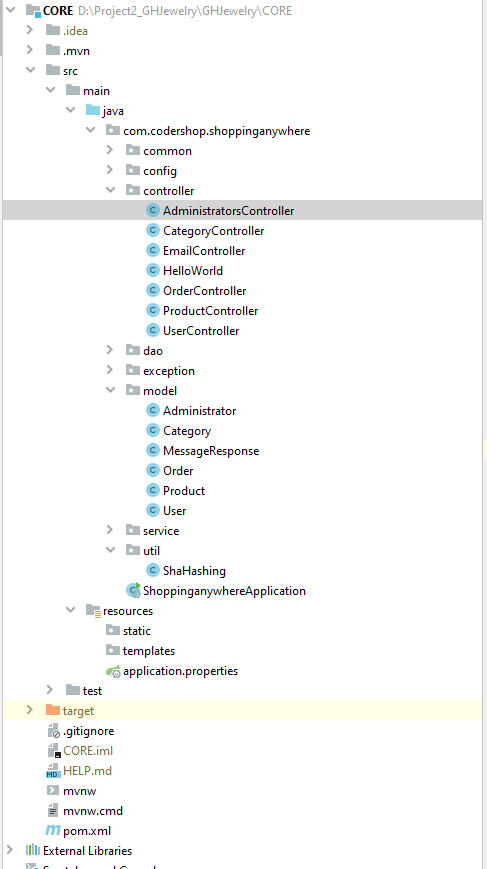 CORE D:\Project2_GHJewelry\GHJewelry\CORE
.idea
.mvn
src
main
java
com.codershop.shoppinganywhere
common
config
controller
AdministratorsController
CategoryController
EmailController
HelloWorld
OrderController
ProductController
UserController
dao
exception
model
Administrator
Category
MessageResponse
Order
Product
User
service
util
ShaHashing
ShoppinganywhereApplication
resources
static
templates
application.properties
test
target
.gitignore
CORE.iml
MD HELP.md
mvnw
mvnw.cmd
m pom.xml
External Libraries